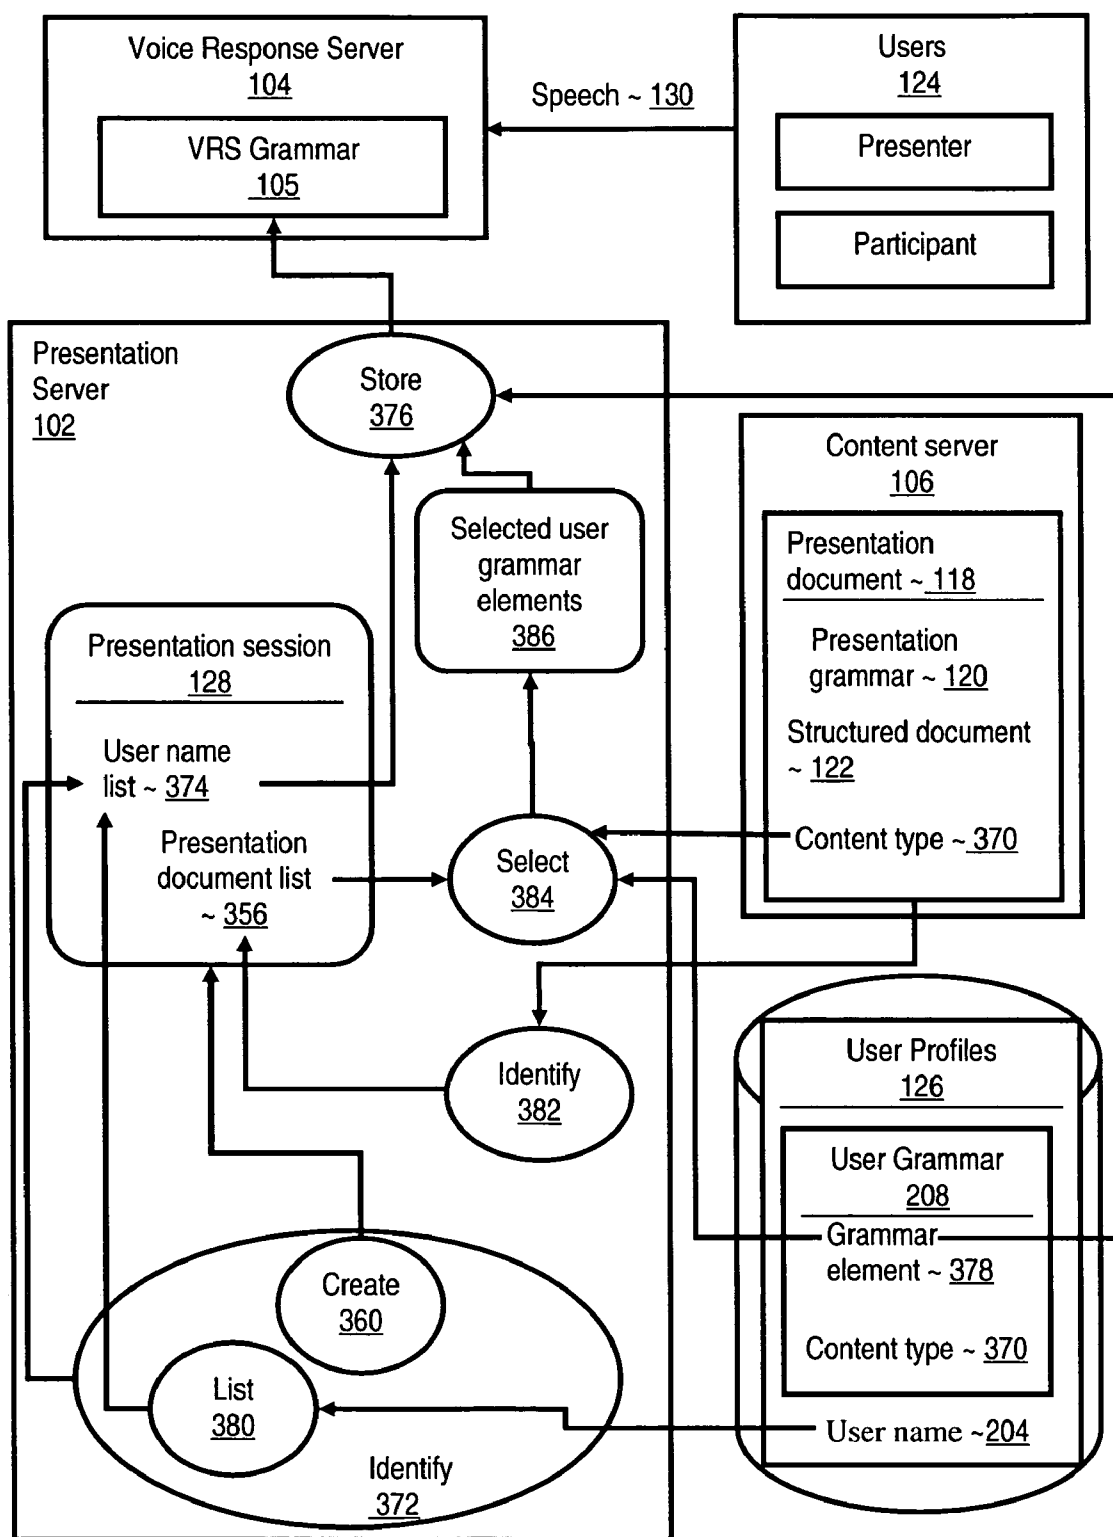 Voice Response Server
104
VRS Grammar
105
Speech ~ 130
Users
124
Presenter
Participant
Presentation
Server
102
Store
376
Selected user
grammar
elements
386
Content server
106
Presentation
document ~ 118
Presentation
grammar ~ 120
Structured document
~ 122
Content type ~ 370
Presentation session
128
User name
list ~ 374
Presentation
document list
~ 356
Select
384
Identify
382
User Profiles
126
User Grammar
208
Grammar
element ~ 378
Content type ~ 370
User name ~204
Create
360
List
380
Identify
372